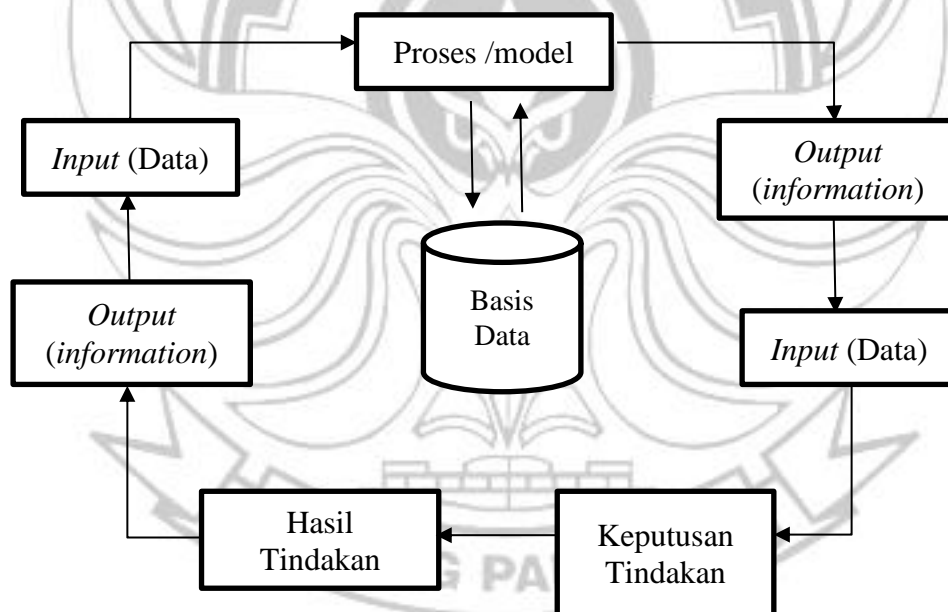 Proses /model
Input (Data)
Output
(information)
Output
(information)
Basis
Data
Input (Data)
Hasil
Tindakan
Keputusan
Tindakan